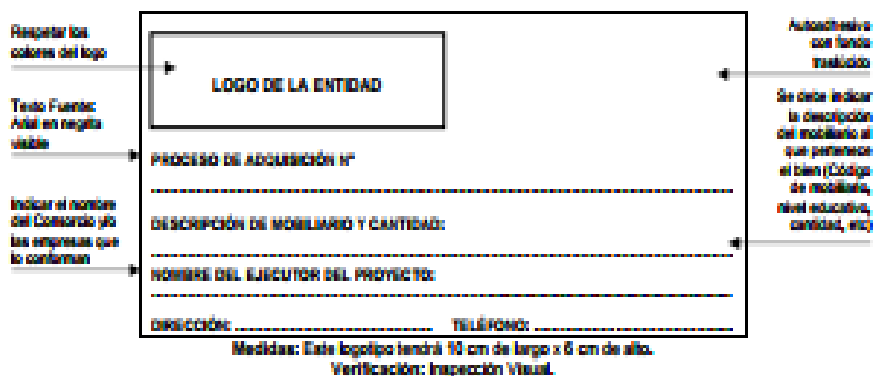 Respetar los
colores del logo
Texto Fuente:
Arial en negrita
visible
Indicar el nombre
del Consorcio y/o
las empresas que
lo conforman
LOGO DE LA ENTIDAD
PROCESO DE ADQUISICIÓN N°
DESCRIPCIÓN DE MOBILIARIO Y CANTIDAD:
NOMBRE DEL EJECUTOR DEL PROYECTO:
DIRECCIÓN: ........................ TELÉFONO: ........................
Autoadhesivo
con fondo
traslúcido
Se debe indicar
la descripción
del mobiliario al
que pertenece
el bien (Código
de mobiliario,
nivel educativo,
cantidad, etc)
Medidas: Este logotipo tendrá 10 cm de largo x 6 cm de alto.
Verificación: Inspección Visual.